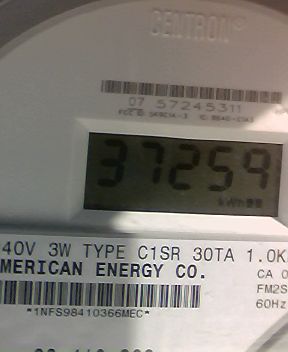 CENTRON®
07 57245311
37259
kWh
40V 3W TYPE C1SR 30TA 1.0K
MERICAN ENERGY CO.
CA 0
FM2S
60Hz
*1NFS98410366MEC*